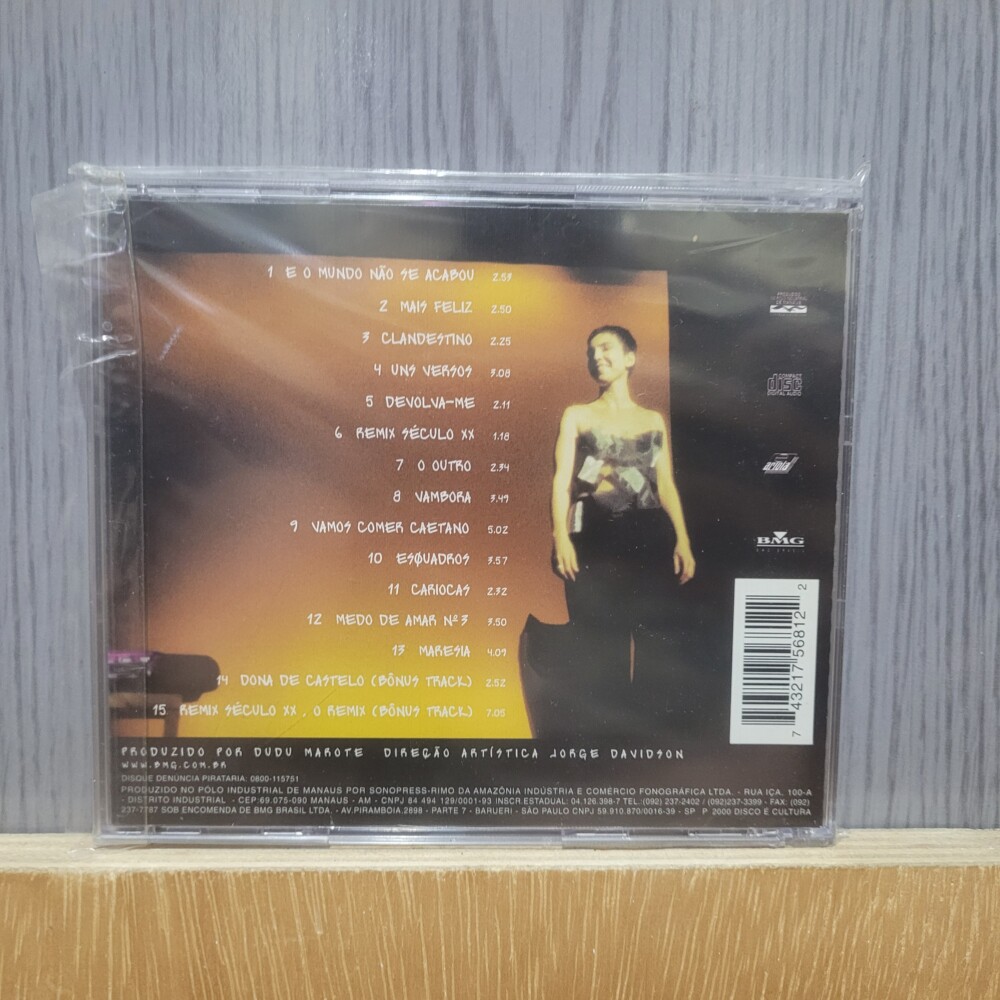 1 E O MUNDO NÃO SE ACABOU 2.53
2 MAIS FELIZ 2.50
3 CLANDESTINO 2.25
4 UNS VERSOS 3.08
5 DEVOLVA-ME 2.11
6 REMIX SÉCULO XX 1.18
7 O OUTRO 2.34
8 VAMBORA 3.49
9 VAMOS COMER CAETANO 5.02
10 ESQUADROS 3.57
11 CARIOCAS 2.32
12 MEDO DE AMAR Nº 3 3.50
13 MARESIA 4.09
14 DONA DE CASTELO (BÔNUS TRACK) 2.52
15 REMIX SÉCULO XX . O REMIX (BÔNUS TRACK) 7.05
COMPACT
disc
DIGITAL AUDIO
BMG
BMG BRASIL
7 43217 56812 2
PRODUZIDO POR DUDU MAROTE DIREÇÃO ARTÍSTICA JORGE DAVIDSON
WWW.BMG.COM.BR
DISQUE DENÚNCIA PIRATARIA: 0800-115751
PRODUZIDO NO PÓLO INDUSTRIAL DE MANAUS POR SONOPRESS-RIMO DA AMAZÔNIA INDÚSTRIA E COMÉRCIO FONOGRÁFICA LTDA. - RUA IÇA, 100-A
- DISTRITO INDUSTRIAL - CEP:69.075-090 MANAUS - AM - CNPJ 84 494 129/0001-93 INSCR.ESTADUAL: 04.126.398-7 TEL.:(092) 237-2402 / (092)237-3399 - FAX: (092)
237-7787 SOB ENCOMENDA DE BMG BRASIL LTDA. - AV.PIRAMBOIA,2898 - PARTE 7 - BARUERI - SÃO PAULO CNPJ 59.910.870/0016-39 - SP P 2000 DISCO É CULTURA